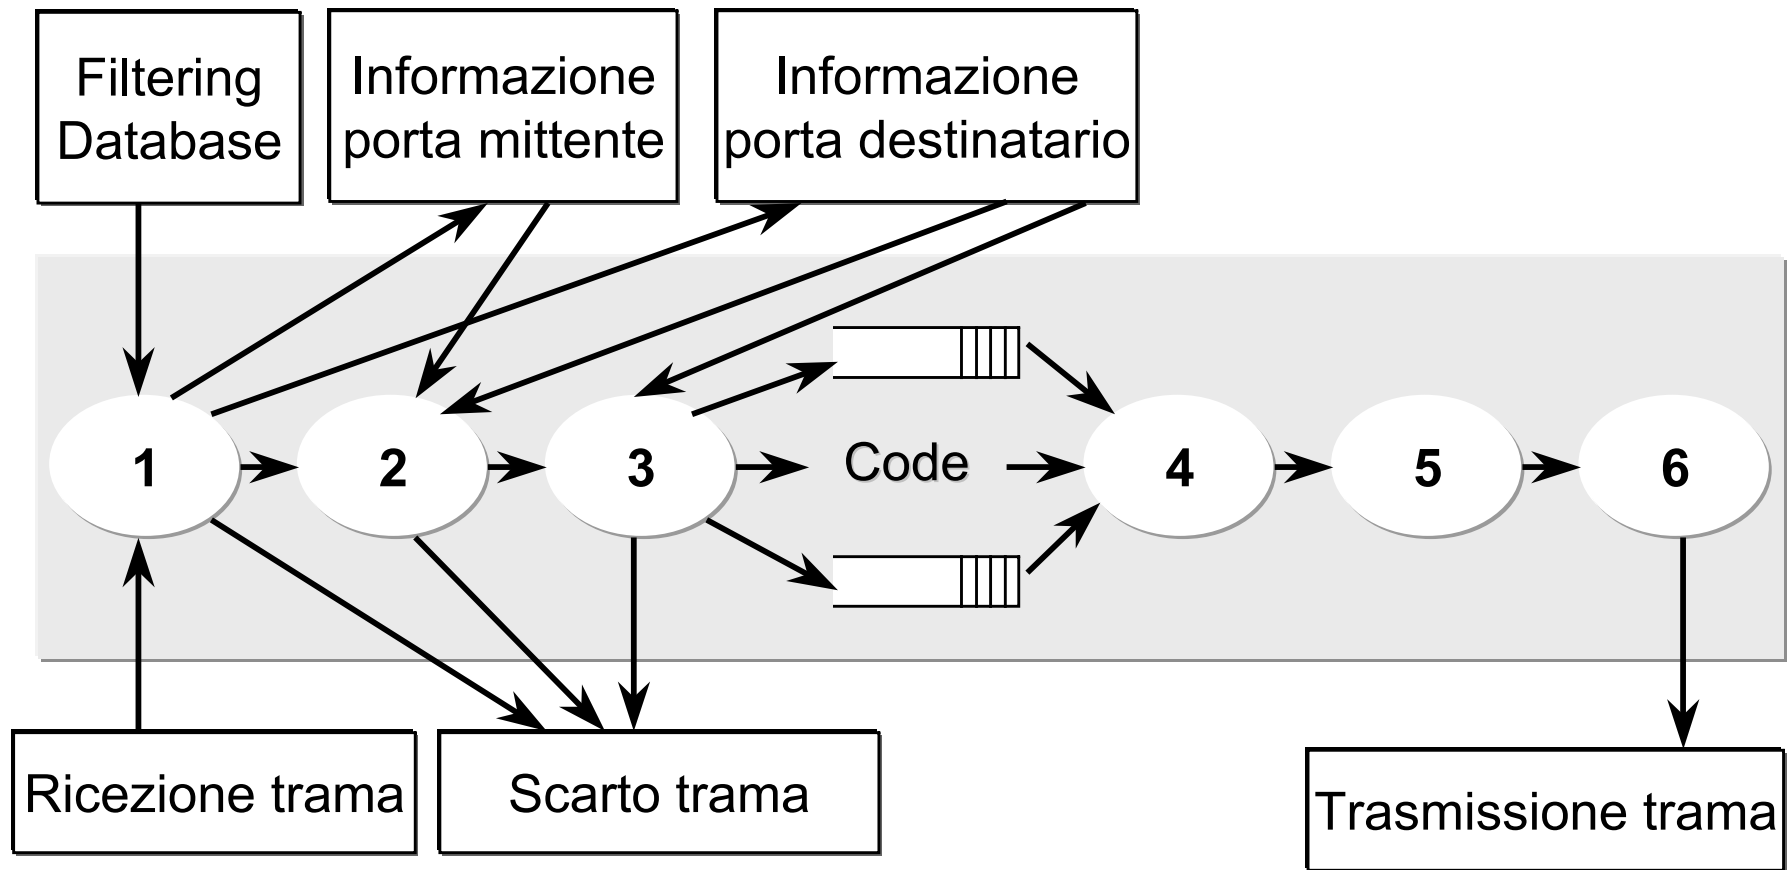 Filtering
Database
Informazione
porta mittente
Informazione
porta destinatario
1
2
3
Code
4
5
6
Ricezione trama
Scarto trama
Trasmissione trama